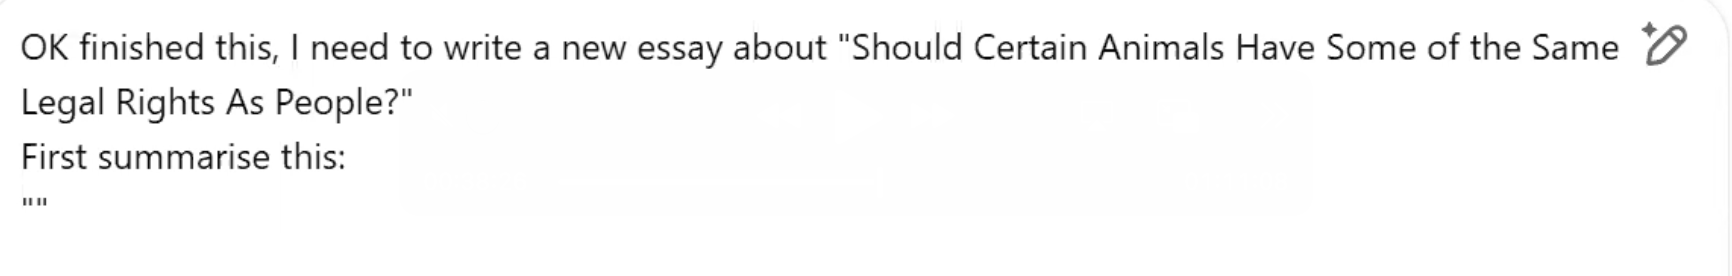 OK finished this, I need to write a new essay about "Should Certain Animals Have Some of the Same
Legal Rights As People?"
First summarise this:
""